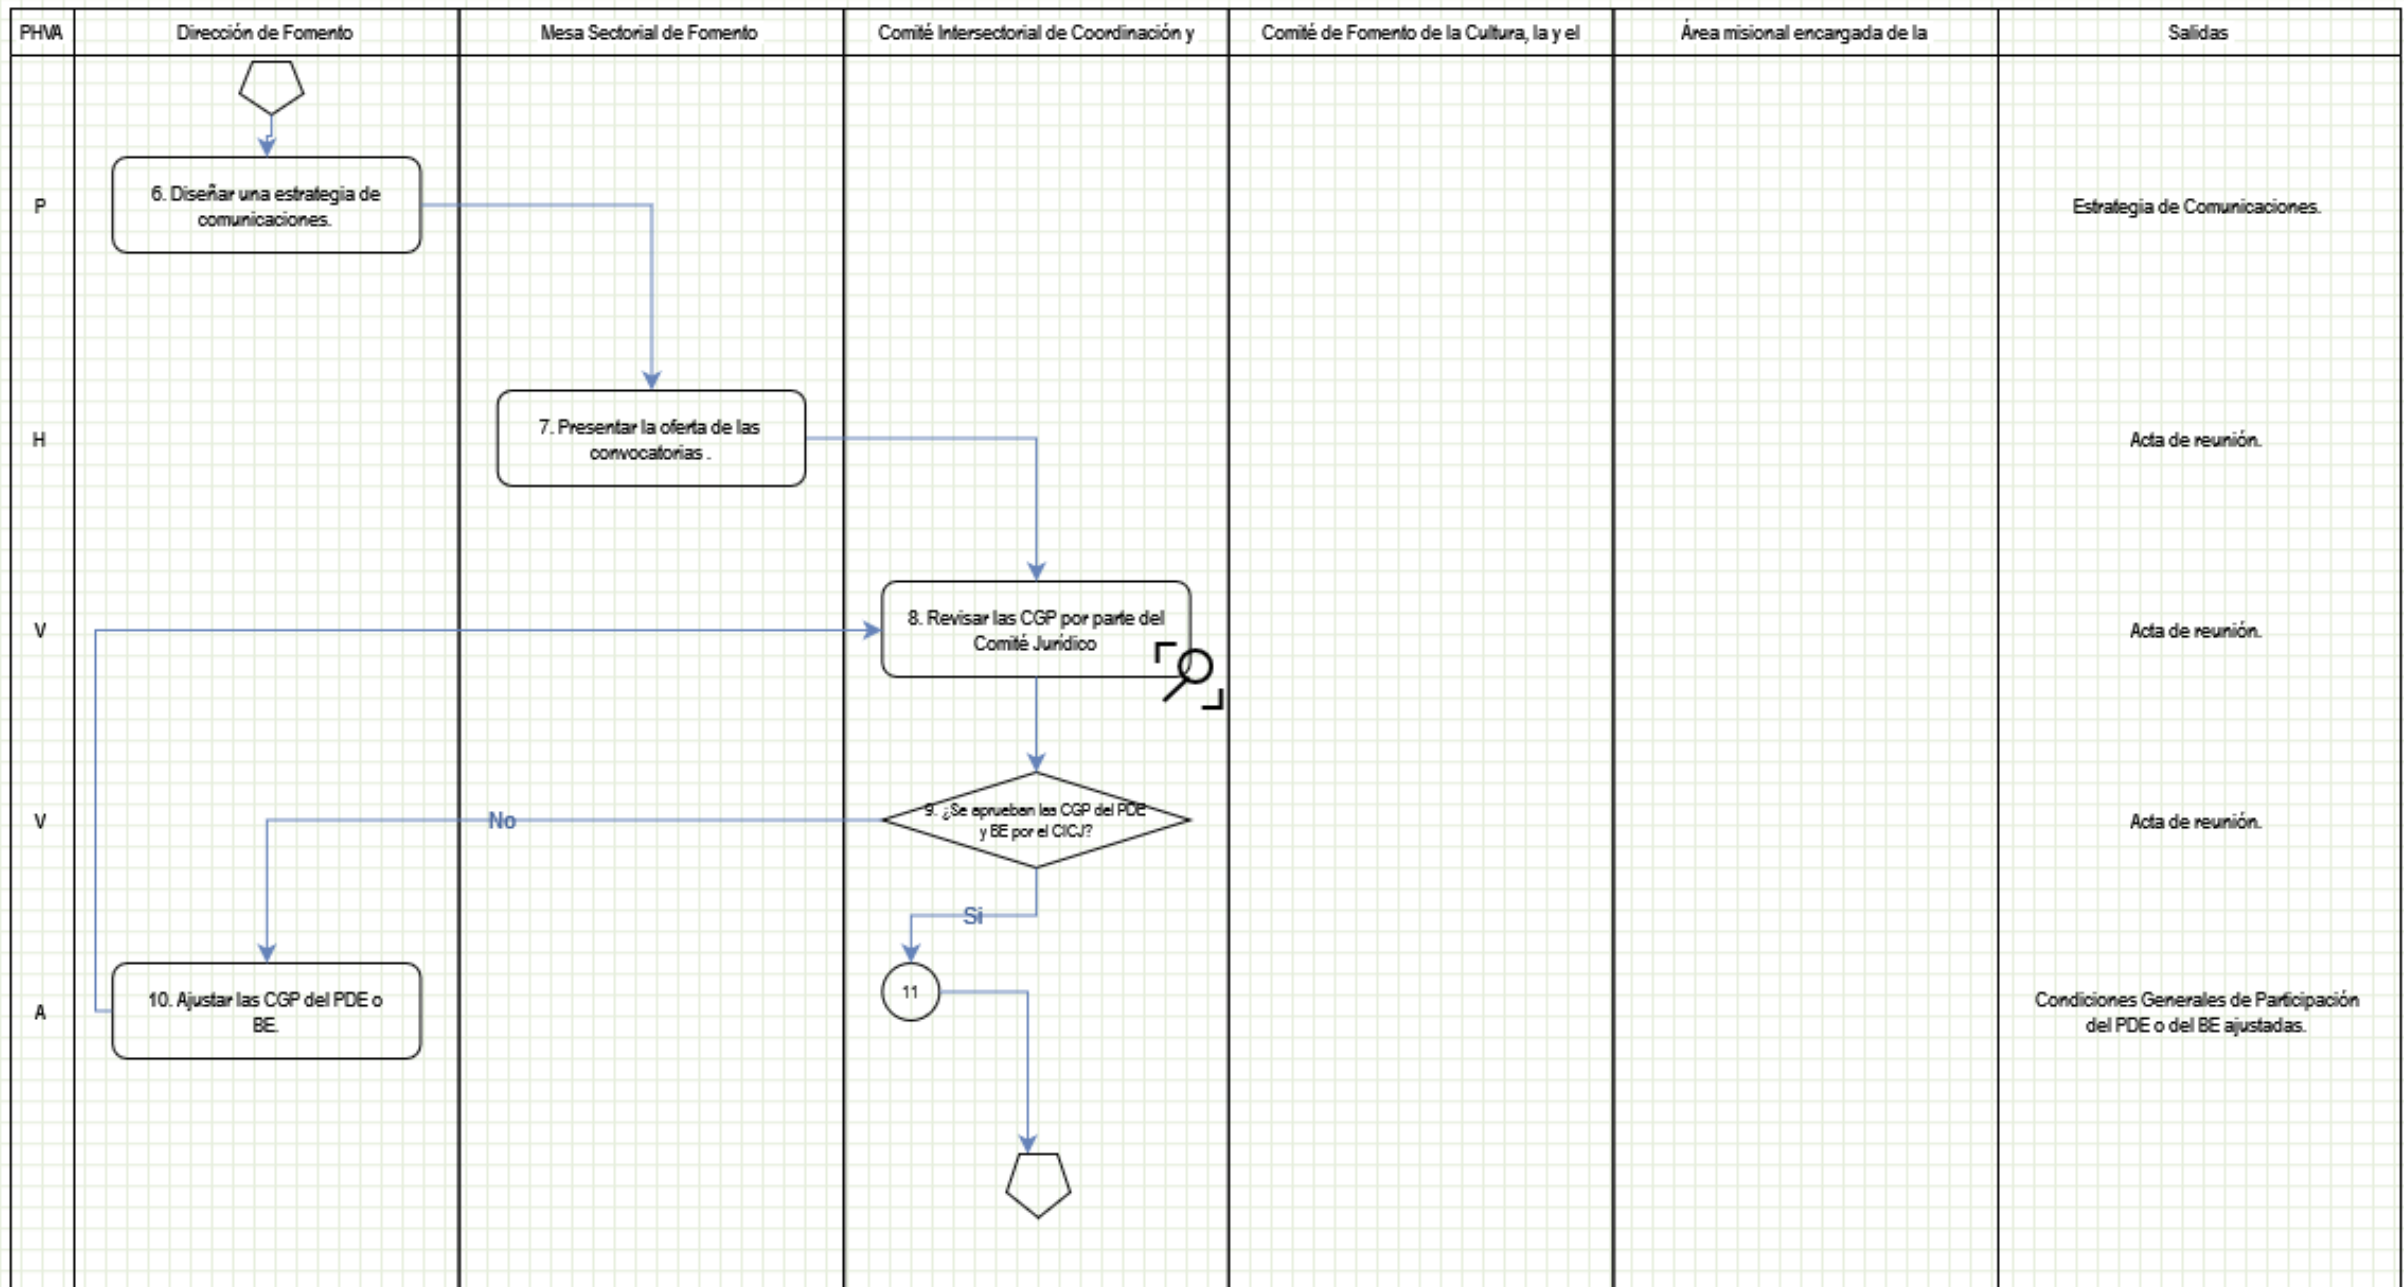 PHVA
Dirección de Fomento
Mesa Sectorial de Fomento
Comité Intersectorial de Coordinación y
Comité de Fomento de la Cultura, la y el
Área misional encargada de la
Salidas
P
6. Diseñar una estrategia de
comunicaciones.
Estrategia de Comunicaciones.
H
7. Presentar la oferta de las
convocatorias .
Acta de reunión.
V
8. Revisar las CGP por parte del
Comité Jurídico
Acta de reunión.
V
No
9. ¿Se aprueban las CGP del PDE
y BE por el CICJ?
Acta de reunión.
Si
A
10. Ajustar las CGP del PDE o
BE.
11
Condiciones Generales de Participación
del PDE o del BE ajustadas.